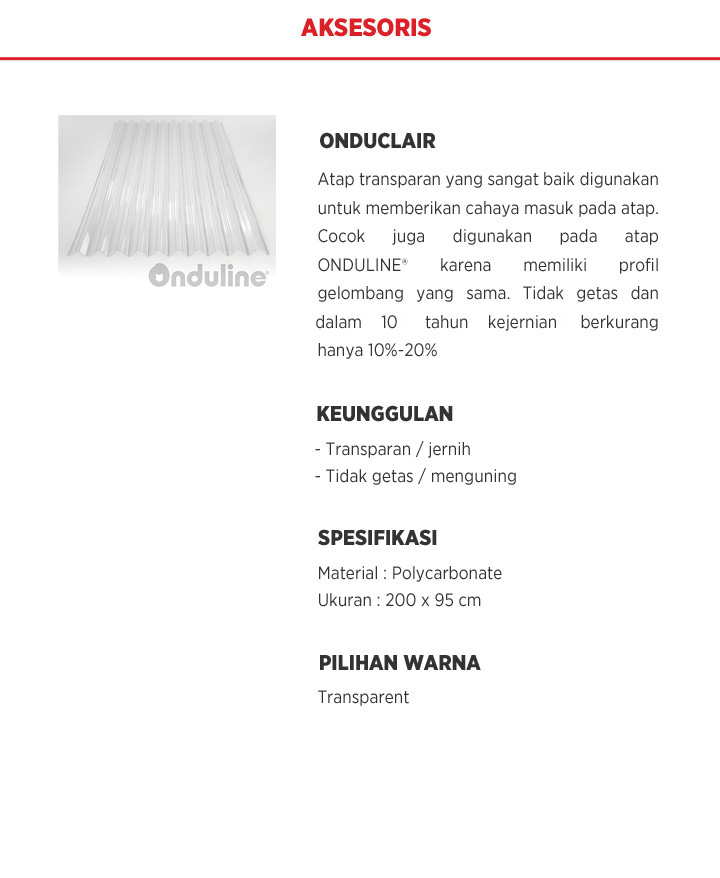 AKSESORIS
Onduline®
ONDUCLAIR
Atap transparan yang sangat baik digunakan
untuk memberikan cahaya masuk pada atap.
Cocok juga digunakan pada atap
ONDULINE® karena memiliki profil
gelombang yang sama. Tidak getas dan
dalam 10 tahun kejernian berkurang
hanya 10%-20%
KEUNGGULAN
- Transparan / jernih
- Tidak getas / menguning
SPESIFIKASI
Material : Polycarbonate
Ukuran : 200 x 95 cm
PILIHAN WARNA
Transparent